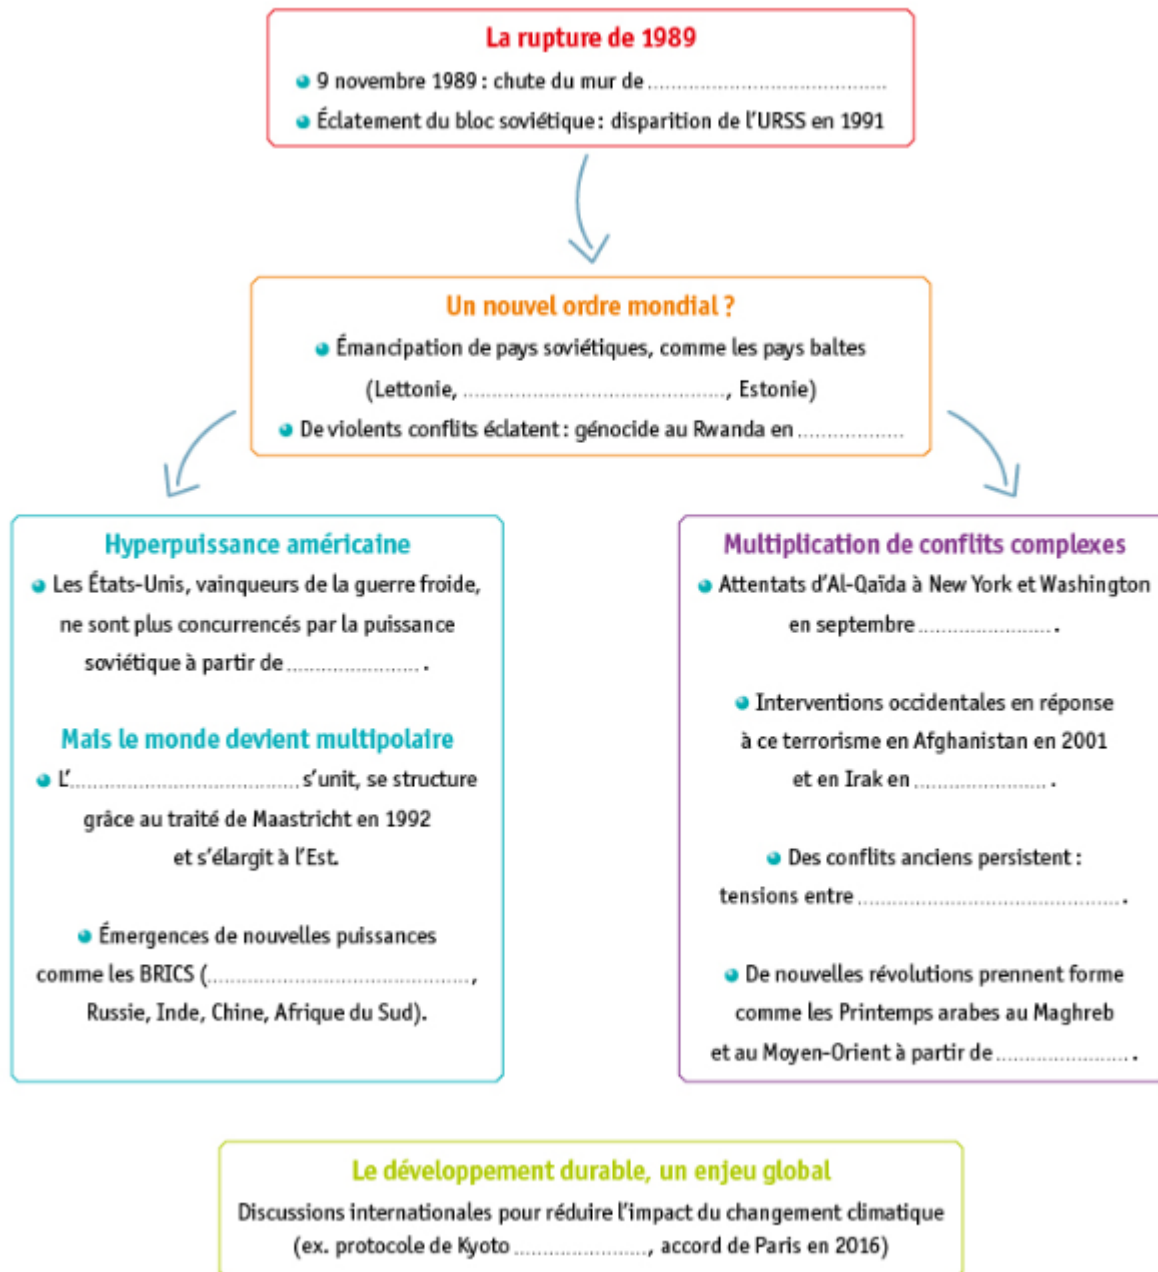 La rupture de 1989
9 novembre 1989 : chute du mur de ..........................................
Éclatement du bloc soviétique : disparition de l'URSS en 1991
Un nouvel ordre mondial ?
Émancipation de pays soviétiques, comme les pays baltes
(Lettonie, .............................................., Estonie)
De violents conflits éclatent : génocide au Rwanda en ...................
Hyperpuissance américaine
Les États-Unis, vainqueurs de la guerre froide,
ne sont plus concurrencés par la puissance
soviétique à partir de ....................... .
Mais le monde devient multipolaire
L'........................................ s'unit, se structure
grâce au traité de Maastricht en 1992
et s'élargit à l'Est.
Émergences de nouvelles puissances
comme les BRICS (..............................................,
Russie, Inde, Chine, Afrique du Sud).
Multiplication de conflits complexes
Attentats d'Al-Qaïda à New York et Washington
en septembre ....................... .
Interventions occidentales en réponse
à ce terrorisme en Afghanistan en 2001
et en Irak en ....................... .
Des conflits anciens persistent :
tensions entre .............................................. .
De nouvelles révolutions prennent forme
comme les Printemps arabes au Maghreb
et au Moyen-Orient à partir de ....................... .
Le développement durable, un enjeu global
Discussions internationales pour réduire l'impact du changement climatique
(ex. protocole de Kyoto ......................., accord de Paris en 2016)